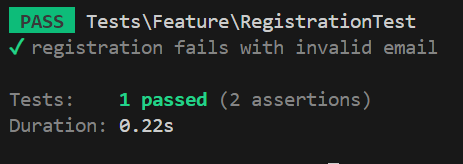 PASS Tests\Feature\RegistrationTest
✓ registration fails with invalid email
Tests: 1 passed (2 assertions)
Duration: 0.22s